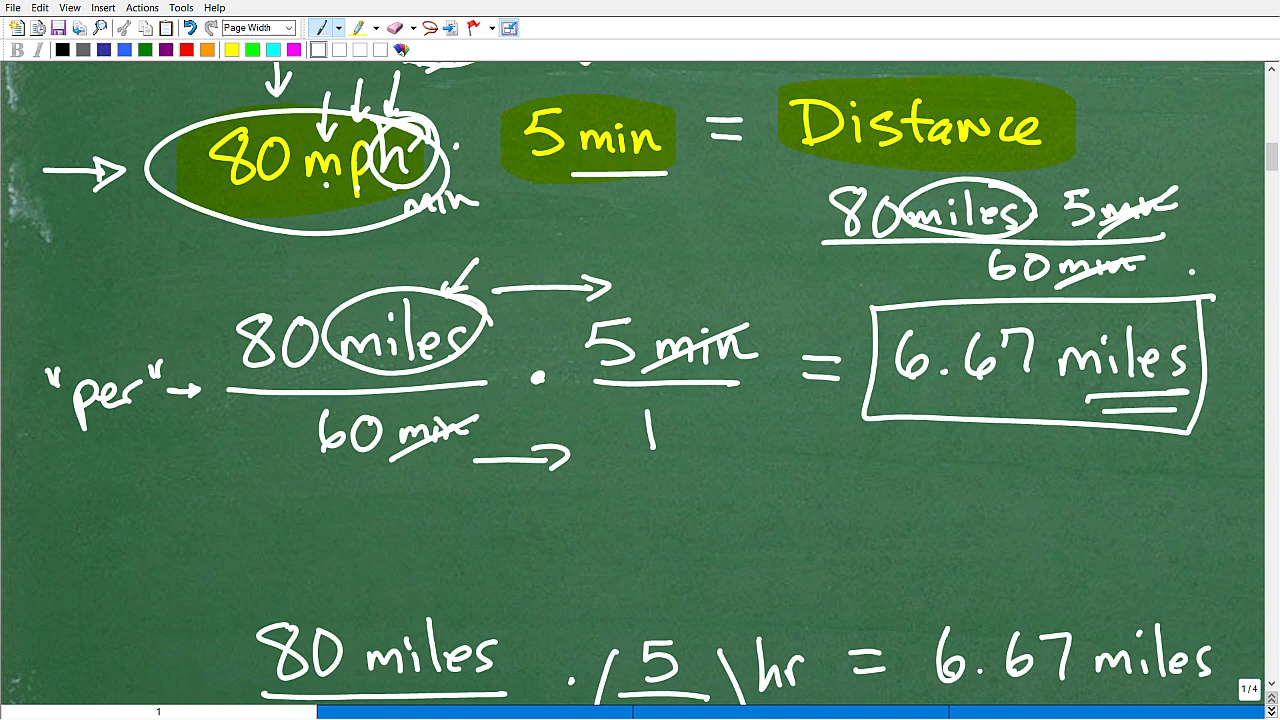 File Edit View Insert Actions Tools Help
Page Width
B I
80 mph . 5 min = Distance
min
80 miles 5 min
60 min
80 miles . 5 min = 6.67 miles
"per" →
60 min 1
80 miles . ( 5 ) hr = 6.67 miles
1/4
1